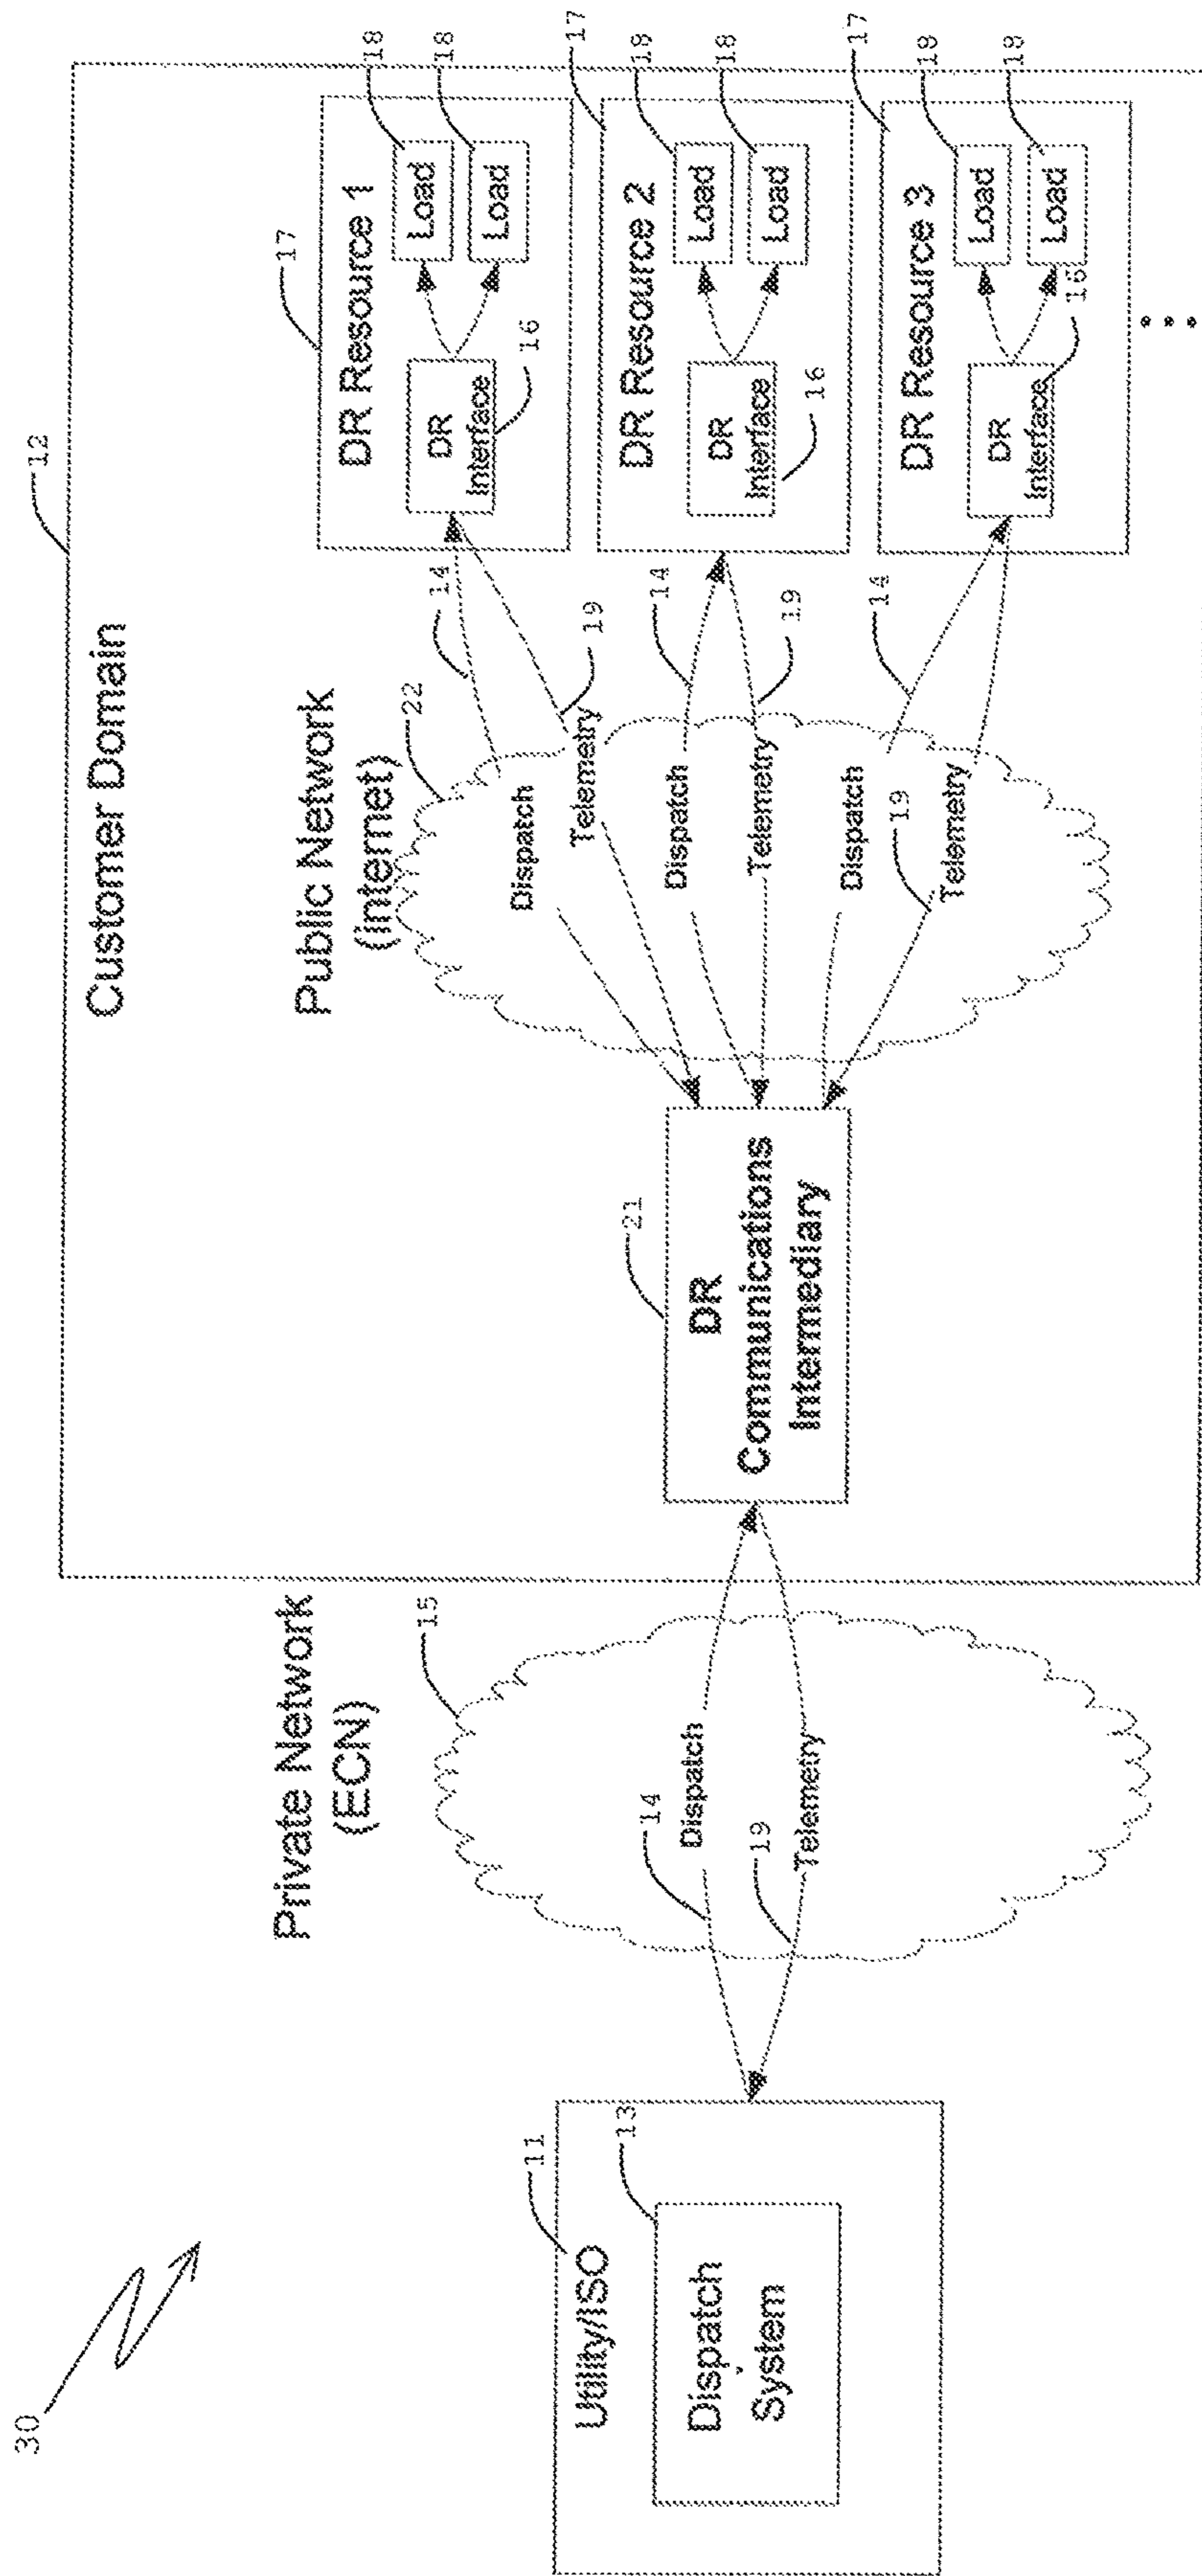 30
Utility/ISO
11
13
Dispatch
System
Private Network
(ECN)
15
14
Dispatch
19
Telemetry
12
Customer Domain
21
DR
Communications
Intermediary
Public Network
(internet)
22
Dispatch
14
Telemetry
19
Dispatch
14
Telemetry
19
Dispatch
14
19
Telemetry
17
DR Resource 1
DR
Interface
16
Load
18
Load
18
17
DR Resource 2
DR
Interface
16
Load
18
Load
18
17
DR Resource 3
DR
Interface
16
Load
18
Load
18